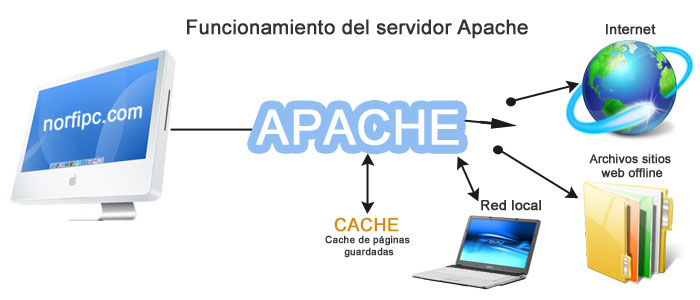 Funcionamiento del servidor Apache
Internet
norfipc.com
APACHE
Archivos sitios
web offline
Red local
CACHE
Cache de páginas
guardadas